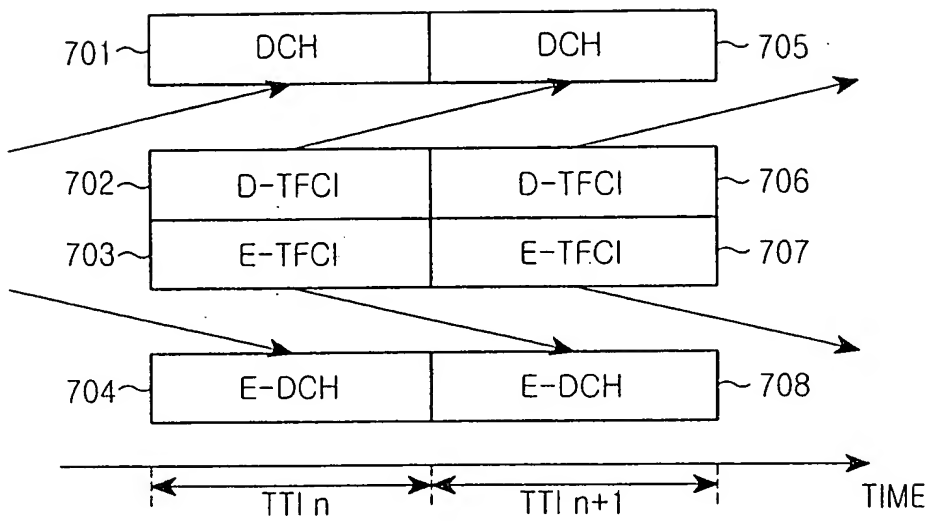 701 DCH DCH 705
702 D-TFCI D-TFCI 706
703 E-TFCI E-TFCI 707
704 E-DCH E-DCH 708
TTI n TTI n+1 TIME